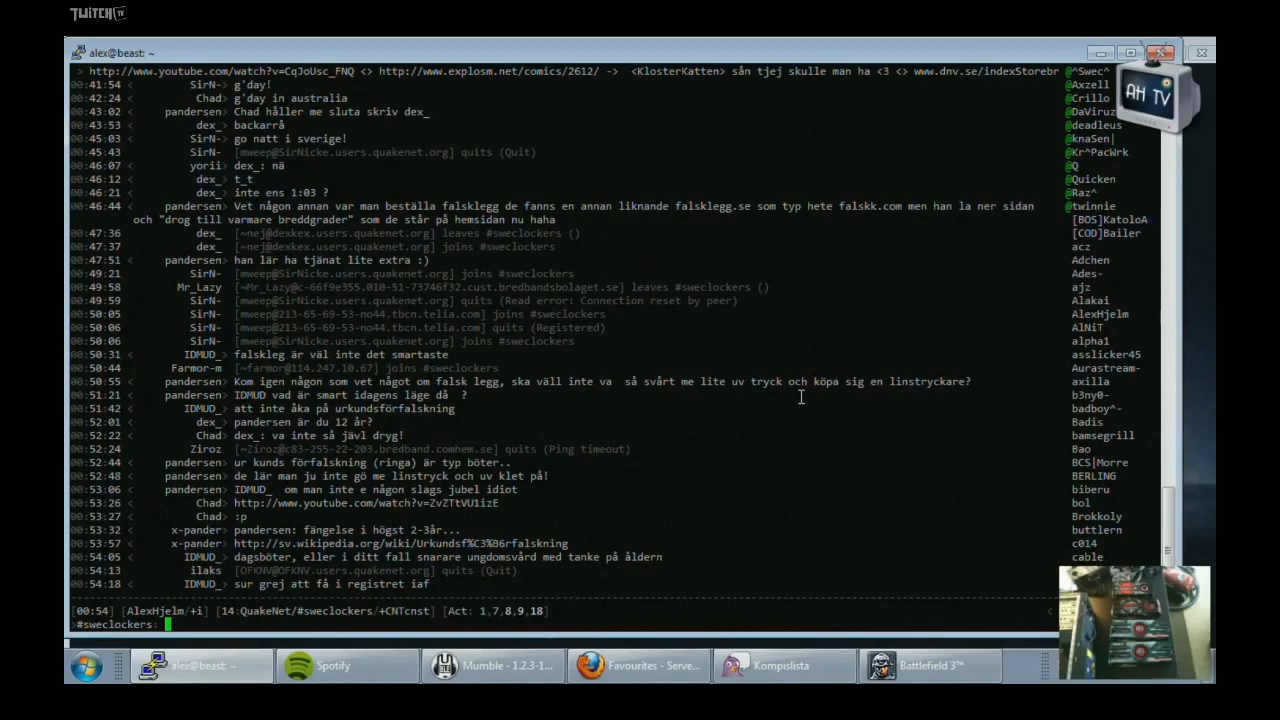 TWITCH TV
alex@beast: ~
> http://www.youtube.com/watch?v=CqJoUsc_FNQ <> http://www.explosm.net/comics/2612/ -> <KlosterKatten> sån tjej skulle man ha <3 <> www.dnv.se/indexStorebr @^Swec^
00:41:54 < SirN-> g'day! @Axzell
00:42:24 < Chad> g'day in australia @Crillo
00:43:02 < pandersen> Chad håller me sluta skriv dex_ @DaViruz
00:43:53 < dex_> backarrå @deadleus
00:45:03 < SirN-> go natt i sverige! @knaSen|
00:45:43 SirN- [mweep@SirNicke.users.quakenet.org] quits (Quit) @Kr^PacWrk
00:46:07 < yorii> dex_: nä @Q
00:46:12 < dex_> t_t @Quicken
00:46:21 < dex_> inte ens 1:03 ? @Raz^
00:46:44 < pandersen> Vet någon annan var man beställa falsklegg de fanns en annan liknande falsklegg.se som typ hete falskk.com men han la ner sidan @twinnie
och "drog till varmare breddgrader" som de står på hemsidan nu haha [BOS]KatoloA
00:47:36 dex_ [~nej@dexkex.users.quakenet.org] leaves #sweclockers () [COD]Bailer
00:47:37 dex_ [~nej@dexkex.users.quakenet.org] joins #sweclockers acz
00:47:51 < pandersen> han lär ha tjänat lite extra :) Adchen
00:49:21 SirN- [mweep@SirNicke.users.quakenet.org] joins #sweclockers Ades-
00:49:58 Mr_Lazy [~Mr_Lazy@c-66f9e355.010-51-73746f32.cust.bredbandsbolaget.se] leaves #sweclockers () ajz
00:49:59 SirN- [mweep@SirNicke.users.quakenet.org] quits (Read error: Connection reset by peer) Alakai
00:50:05 SirN- [mweep@213-65-69-53-no44.tbcn.telia.com] joins #sweclockers AlexHjelm
00:50:06 SirN- [mweep@213-65-69-53-no44.tbcn.telia.com] quits (Registered) AlNiT
00:50:06 SirN- [mweep@SirNicke.users.quakenet.org] joins #sweclockers alpha1
00:50:31 < IDMUD_> falskleg är väl inte det smartaste asslicker45
00:50:44 Farmor-m [~farmor@114.247.10.67] joins #sweclockers Aurastream-
00:50:55 < pandersen> Kom igen någon som vet något om falsk legg, ska väll inte va så svårt me lite uv tryck och köpa sig en linstryckare? axilla
00:51:21 < pandersen> IDMUD vad är smart idagens läge då ? b3ny0-
00:51:42 < IDMUD_> att inte åka på urkundsförfalskning badboy^-
00:52:01 < dex_> pandersen är du 12 år? Badis
00:52:22 < Chad> dex_: va inte så jävl dryg! bamsegrill
00:52:24 Ziroz [~Ziroz@c83-255-22-203.bredband.comhem.se] quits (Ping timeout) Bao
00:52:44 < pandersen> ur kunds förfalskning (ringa) är typ böter.. BCS|Morre
00:52:48 < pandersen> de lär man ju inte gö me linstryck och uv klet på! BERLING
00:53:06 < pandersen> IDMUD_ om man inte e någon slags jubel idiot biberu
00:53:26 < Chad> http://www.youtube.com/watch?v=ZvZTtVU1izE bol
00:53:27 < Chad> :p Brokkoly
00:53:32 < x-pander> pandersen: fängelse i högst 2-3år... buttlern
00:53:57 < x-pander> http://sv.wikipedia.org/wiki/Urkundsf%C3%B6rfalskning c014
00:54:05 < IDMUD_> dagsböter, eller i ditt fall snarare ungdomsvård med tanke på åldern cable
00:54:13 ilaks [OFKNV@OFKNV.users.quakenet.org] quits (Quit)
00:54:18 < IDMUD_> sur grej att få i registret iaf
[00:54] [AlexHjelm/+i] [14:QuakeNet/#sweclockers/+CNTcnst] [Act: 1,7,8,9,18] <
>#sweclockers:
AH TV
alex@beast: ~ Spotify Mumble - 1.2.3-1... Favourites - Serve... Kompislista Battlefield 3™